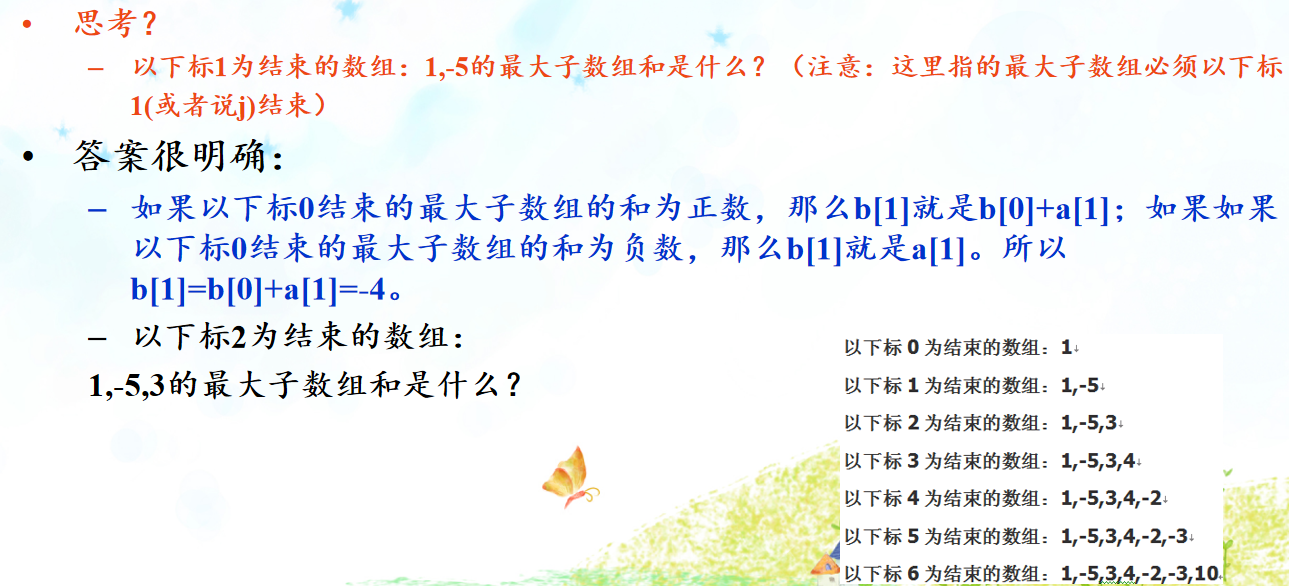 • 思考？
– 以下标1为结束的数组：1,-5的最大子数组和是什么？（注意：这里指的最大子数组必须以下标
1(或者说j)结束）
• 答案很明确：
– 如果以下标0结束的最大子数组的和为正数，那么b[1]就是b[0]+a[1]；如果如果
以下标0结束的最大子数组的和为负数，那么b[1]就是a[1]。所以
b[1]=b[0]+a[1]=-4。
– 以下标2为结束的数组：
1,-5,3的最大子数组和是什么？
以下标 0 为结束的数组：1↓
以下标 1 为结束的数组：1,-5↓
以下标 2 为结束的数组：1,-5,3↓
以下标 3 为结束的数组：1,-5,3,4↓
以下标 4 为结束的数组：1,-5,3,4,-2↓
以下标 5 为结束的数组：1,-5,3,4,-2,-3↓
以下标 6 为结束的数组：1,-5,3,4,-2,-3,10